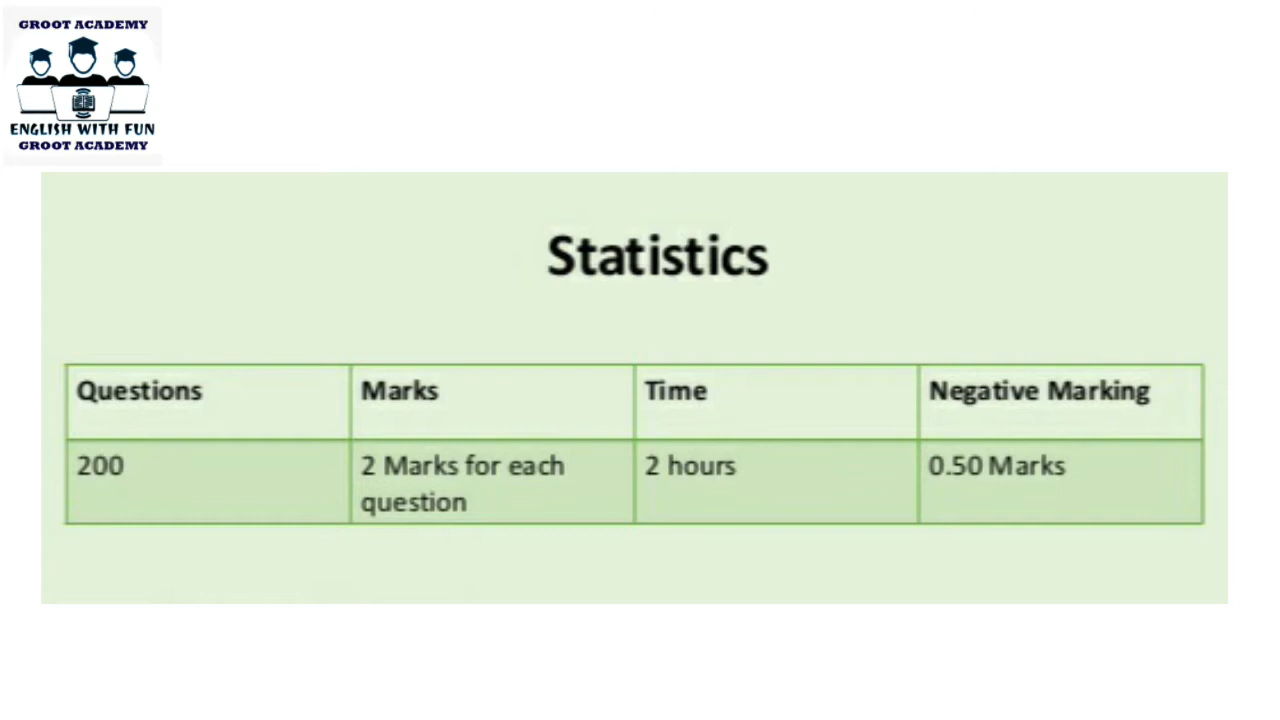 GROOT ACADEMY
ENGLISH WITH FUN
GROOT ACADEMY
Statistics
Questions Marks Time Negative Marking
200 2 Marks for each question 2 hours 0.50 Marks